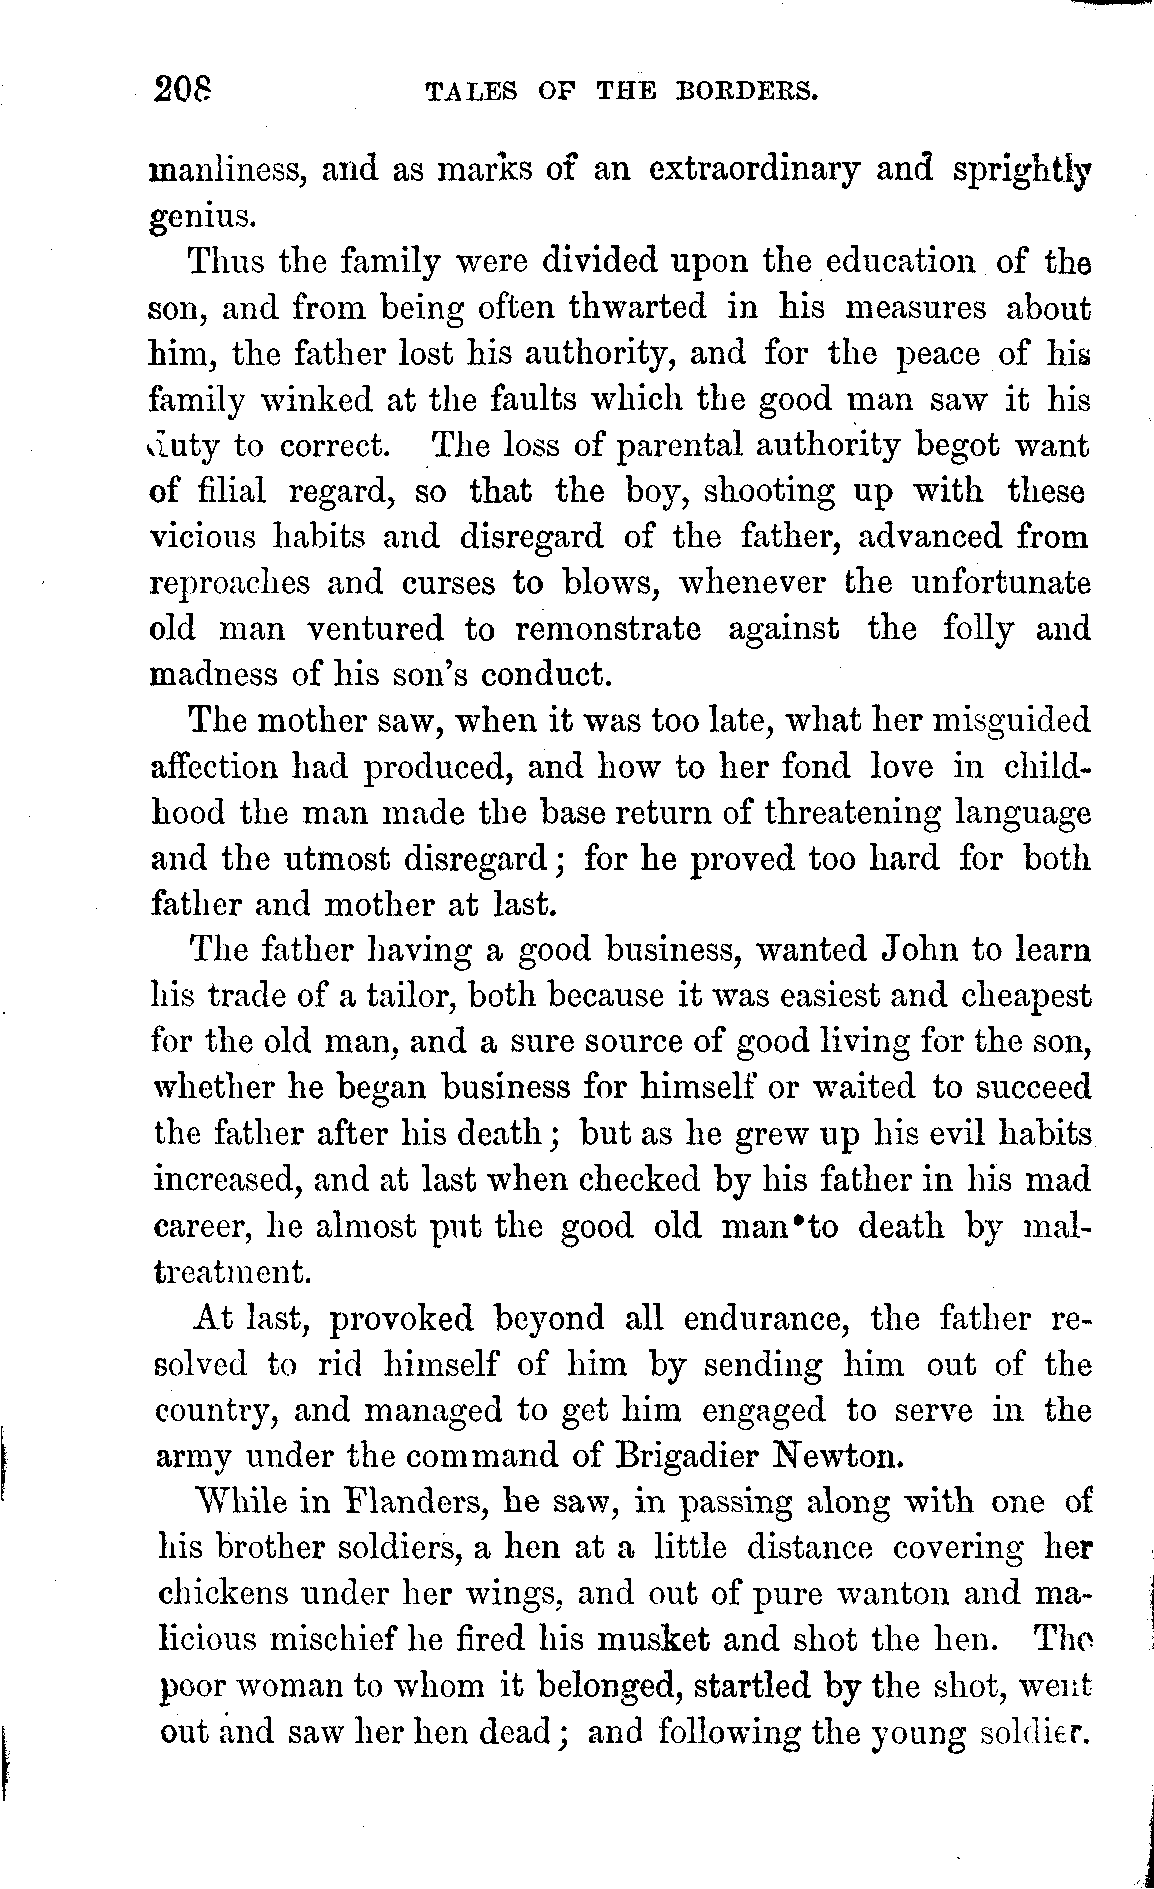 208 TALES OF THE BORDERS.
manliness, and as marks of an extraordinary and sprightly
genius.
Thus the family were divided upon the education of the
son, and from being often thwarted in his measures about
him, the father lost his authority, and for the peace of his
family winked at the faults which the good man saw it his
duty to correct. The loss of parental authority begot want
of filial regard, so that the boy, shooting up with these
vicious habits and disregard of the father, advanced from
reproaches and curses to blows, whenever the unfortunate
old man ventured to remonstrate against the folly and
madness of his son's conduct.
The mother saw, when it was too late, what her misguided
affection had produced, and how to her fond love in child-
hood the man made the base return of threatening language
and the utmost disregard; for he proved too hard for both
father and mother at last.
The father having a good business, wanted John to learn
his trade of a tailor, both because it was easiest and cheapest
for the old man, and a sure source of good living for the son,
whether he began business for himself or waited to succeed
the father after his death; but as he grew up his evil habits
increased, and at last when checked by his father in his mad
career, he almost put the good old man to death by mal-
treatment.
At last, provoked beyond all endurance, the father re-
solved to rid himself of him by sending him out of the
country, and managed to get him engaged to serve in the
army under the command of Brigadier Newton.
While in Flanders, he saw, in passing along with one of
his brother soldiers, a hen at a little distance covering her
chickens under her wings, and out of pure wanton and ma-
licious mischief he fired his musket and shot the hen. The
poor woman to whom it belonged, startled by the shot, went
out and saw her hen dead; and following the young soldier.